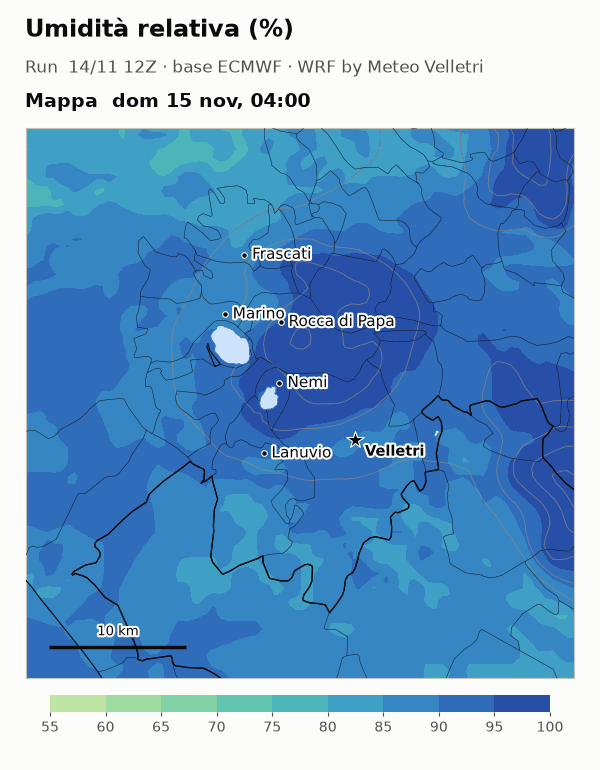 Umidità relativa (%)
Run  14/11 12Z · base ECMWF · WRF by Meteo Velletri
Mappa  dom 15 nov, 04:00
Frascati
Marino
Rocca di Papa
Nemi
Velletri
Lanuvio
10 km
55 60 65 70 75 80 85 90 95 100